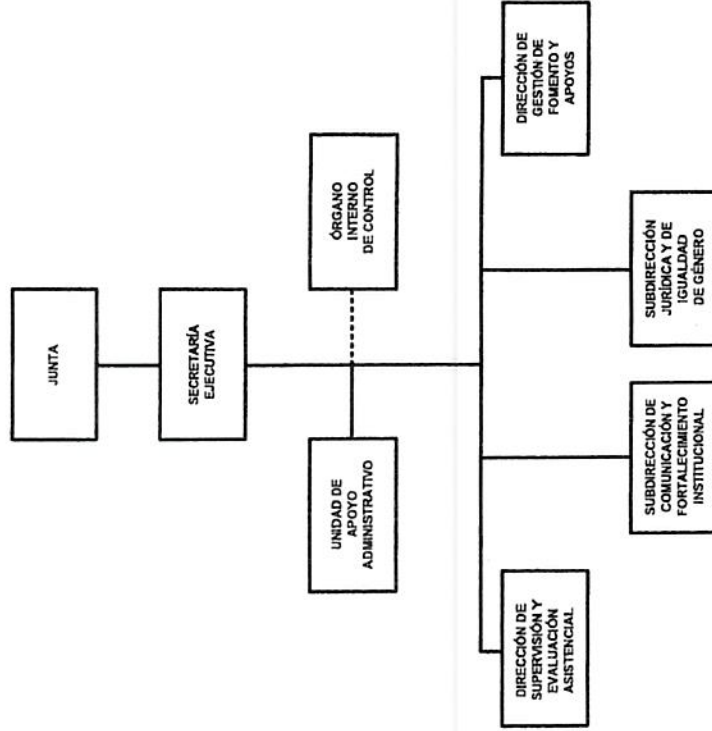 JUNTA
SECRETARÍA
EJECUTIVA
UNIDAD DE
APOYO
ADMINISTRATIVO
ÓRGANO
INTERNO
DE CONTROL
DIRECCIÓN DE
SUPERVISIÓN Y
EVALUACIÓN
ASISTENCIAL
SUBDIRECCIÓN DE
COMUNICACIÓN Y
FORTALECIMIENTO
INSTITUCIONAL
SUBDIRECCIÓN
JURÍDICA Y DE
IGUALDAD
DE GÉNERO
DIRECCIÓN DE
GESTIÓN DE
FOMENTO Y
APOYOS